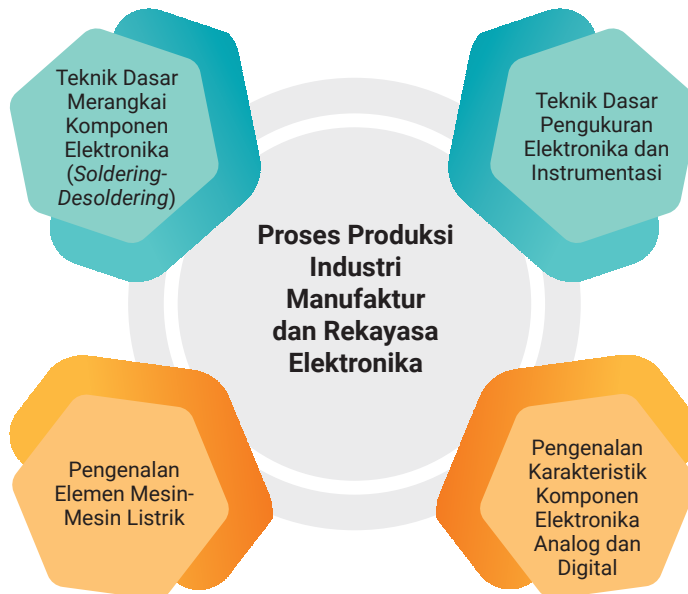 Teknik Dasar
Merangkai
Komponen
Elektronika
(Soldering-
Desoldering)
Teknik Dasar
Pengukuran
Elektronika dan
Instrumentasi
Proses Produksi
Industri
Manufaktur
dan Rekayasa
Elektronika
Pengenalan
Elemen Mesin-
Mesin Listrik
Pengenalan
Karakteristik
Komponen
Elektronika
Analog dan
Digital